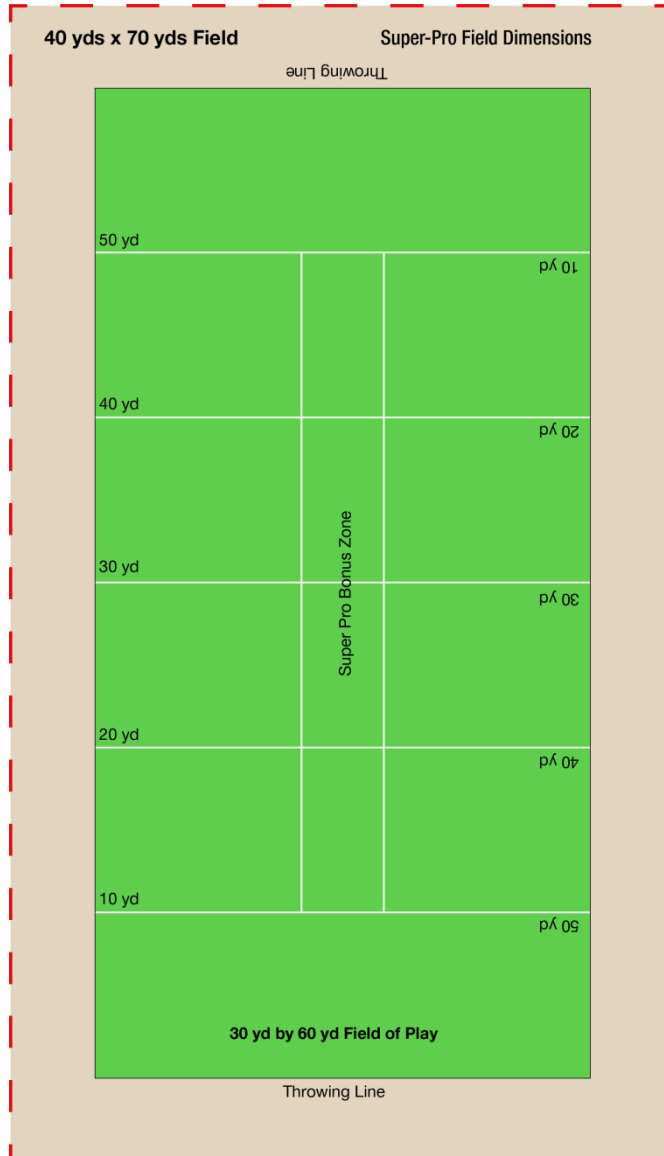 40 yds x 70 yds Field
Super-Pro Field Dimensions
Throwing Line
50 yd
10 yd
40 yd
20 yd
Super Pro Bonus Zone
30 yd
30 yd
20 yd
40 yd
10 yd
50 yd
30 yd by 60 yd Field of Play
Throwing Line